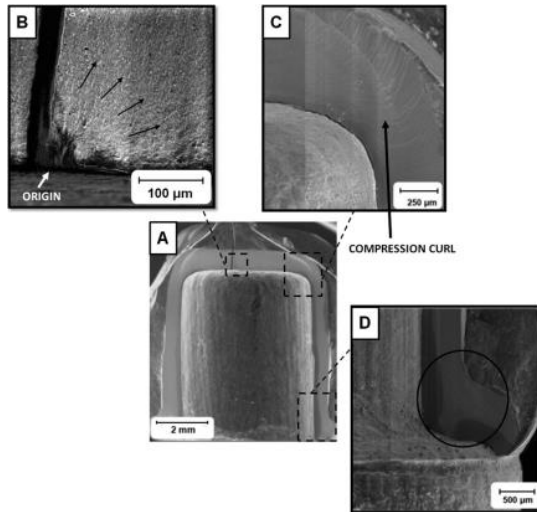 B
ORIGIN
100 µm
C
250 µm
COMPRESSION CURL
A
2 mm
D
500 µm